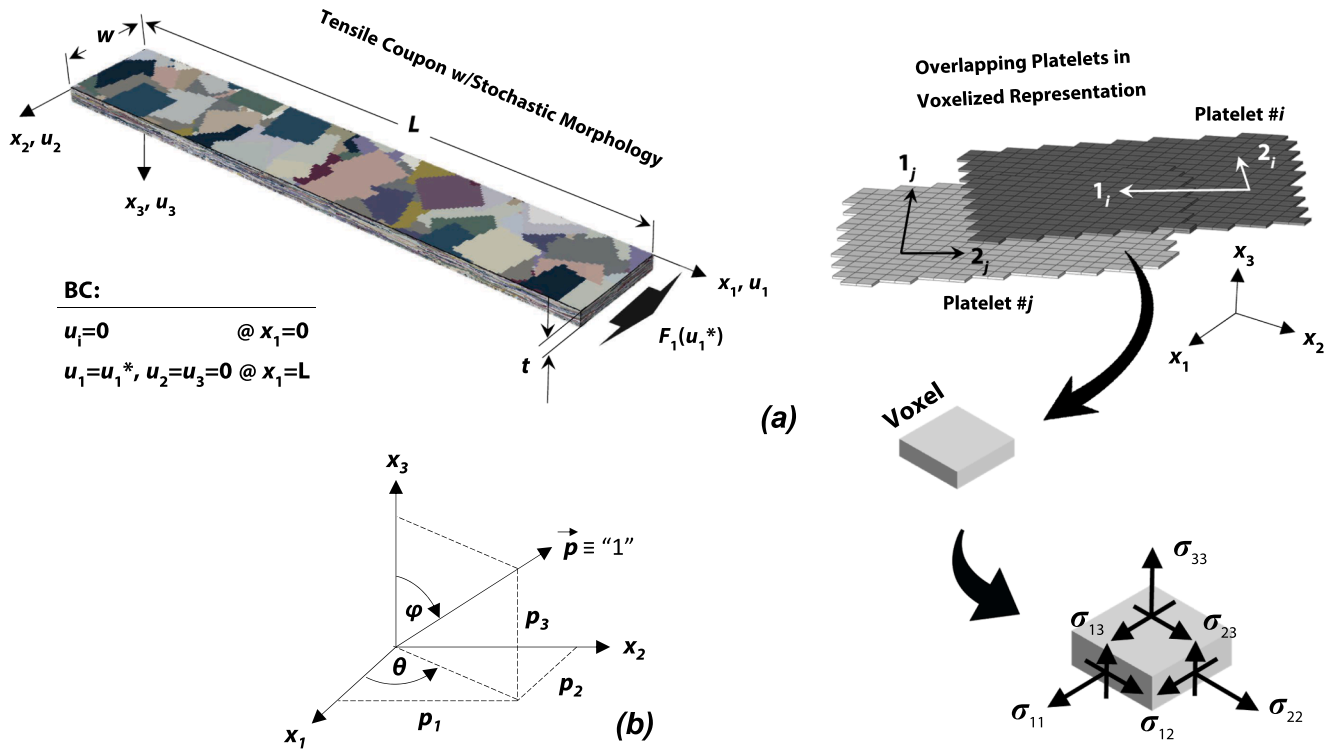 Tensile Coupon w/Stochastic Morphology
w
L
x2, u2
x3, u3
x1, u1
F1(u1*)
t
BC:
ui=0 @ x1=0
u1=u1*, u2=u3=0 @ x1=L
(a)
Overlapping Platelets in
Voxelized Representation
Platelet #i
2i
1i
1j
2j
Platelet #j
x3
x2
x1
Voxel
σ33
σ13
σ23
σ11
σ12
σ22
x3
p ≡ "1"
φ
p3
x2
θ
p2
p1
x1
(b)